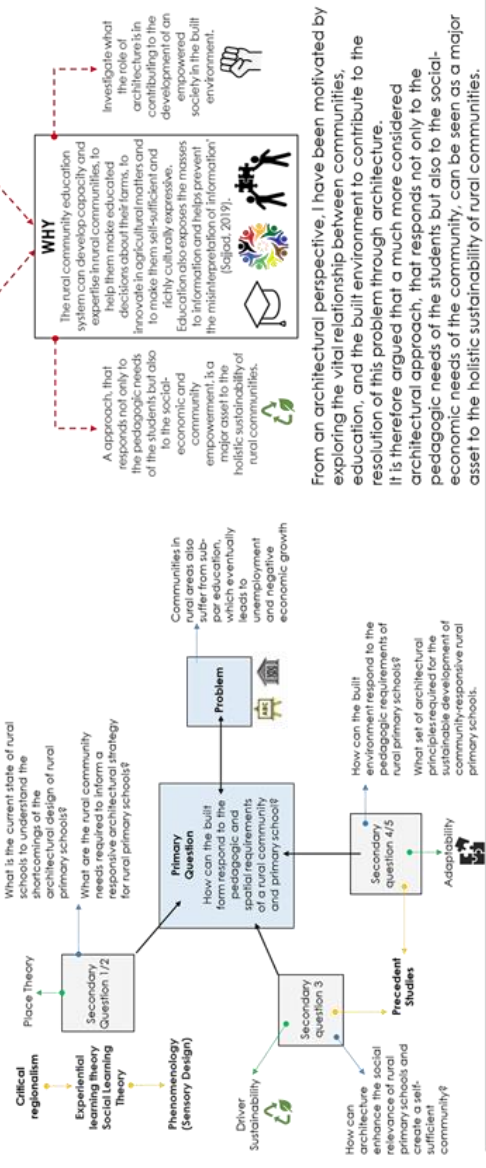 What is the current state of rural
schools to understand the
shortcomings of the
architectural design of rural
primary schools?
Place Theory
What are the rural community
needs required to inform a
responsive architectural strategy
for rural primary schools?
Critical
regionalism
Experiential
learning theory
Social Learning
Theory
Phenomenology
(Sensory Design)
Secondary
Question 1/2
Primary
Question
How can the built
form respond to the
pedagogic and
spatial requirements
of a rural community
and primary school?
Problem
ABC
Communities in
rural areas also
suffer from sub-
par education,
which eventually
leads to
unemployment
and negative
economic growth
Driver
Sustainability
Secondary
question 3
How can
architecture
enhance the social
relevance of rural
primary schools and
create a self-
sufficient
community?
Precedent
Studies
Secondary
question 4/5
Adaptability
How can the built
environment respond to the
pedagogic requirements of
rural primary schools?
What set of architectural
principles required for the
sustainable development of
community-responsive rural
primary schools.
A approach, that
responds not only to
the pedagogic needs
of the students but also
to the social-
economic and
community
empowerment, is a
major asset to the
holistic sustainability of
rural communities.
WHY
The rural community education
system can develop capacity and
expertise in rural communities, to
help them make educated
decisions about their farms, to
innovate in agricultural matters and
to make them self-sufficient and
richly culturally expressive.
Education also exposes the masses
to information and helps prevent
the misinterpretation of information'
(Sajjad, 2019).
Investigate what
the role of
architecture is in
contributing to the
development of an
empowered
society in the built
environment.
From an architectural perspective, I have been motivated by
exploring the vital relationship between communities,
education, and the built environment to contribute to the
resolution of this problem through architecture.
It is therefore argued that a much more considered
architectural approach, that responds not only to the
pedagogic needs of the students but also to the social-
economic needs of the community, can be seen as a major
asset to the holistic sustainability of rural communities.